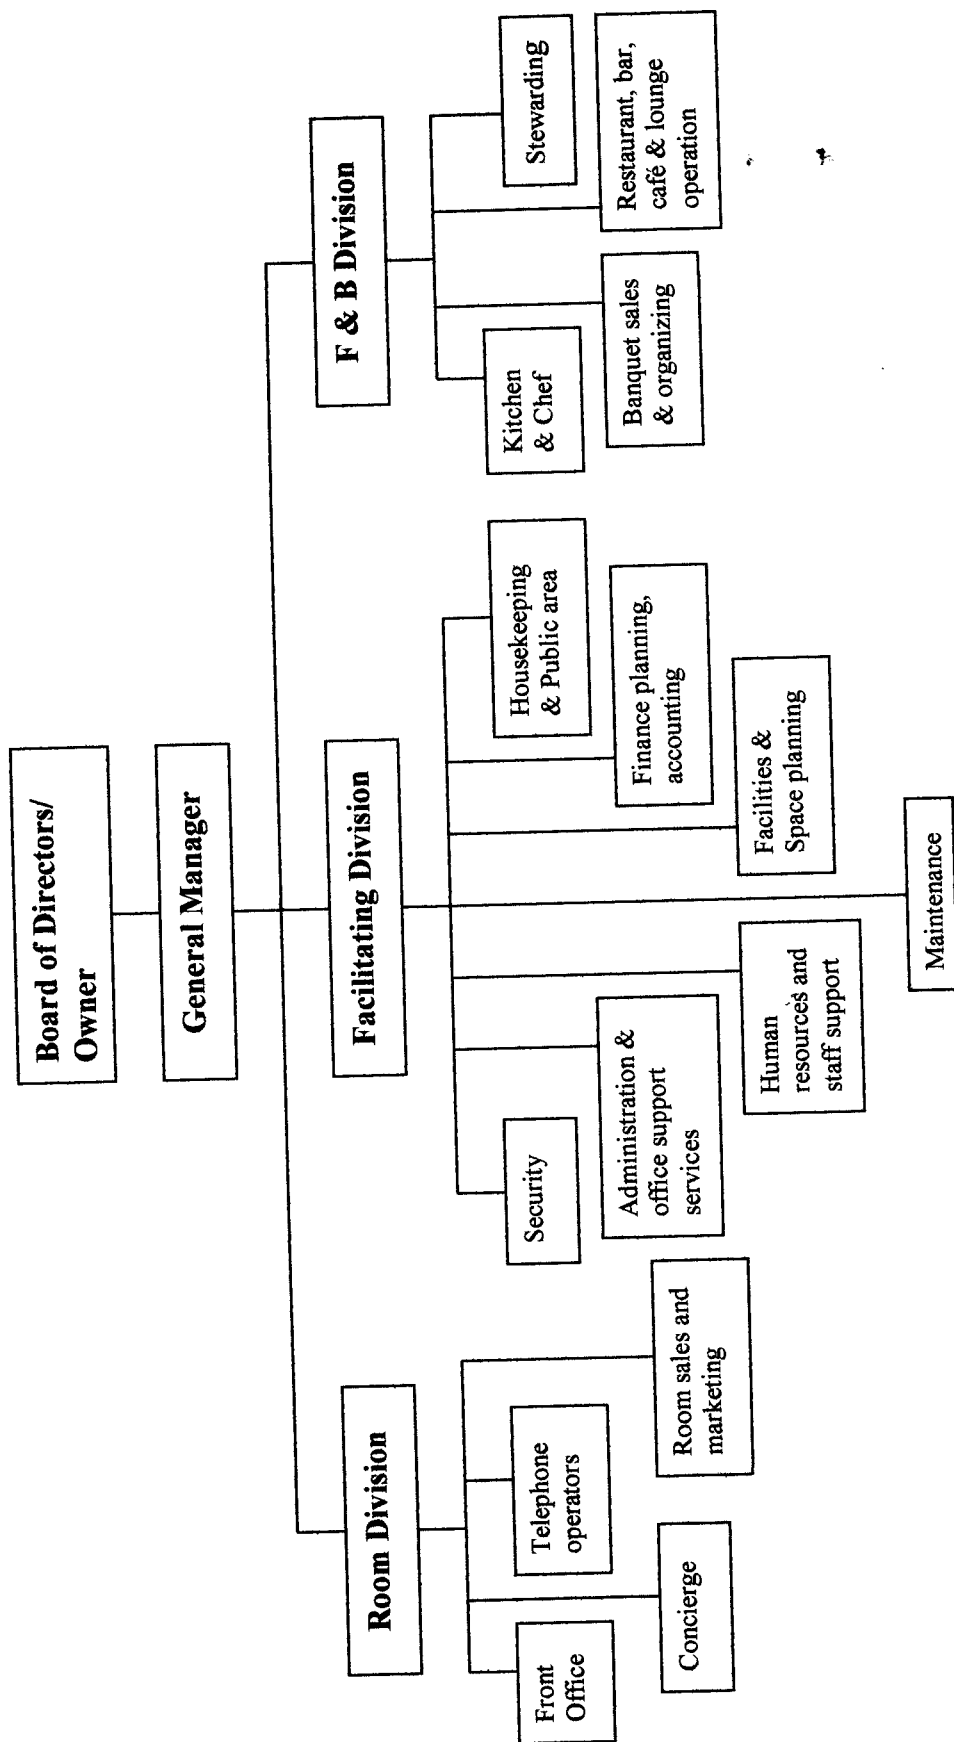 Board of Directors/
Owner
General Manager
Room Division
Facilitating Division
F & B Division
Front
Office
Concierge
Telephone
operators
Room sales and
marketing
Security
Administration &
office support
services
Human
resources and
staff support
Maintenance
Facilities &
Space planning
Finance planning,
accounting
Housekeeping
& Public area
Kitchen
& Chef
Banquet sales
& organizing
Restaurant, bar,
café & lounge
operation
Stewarding